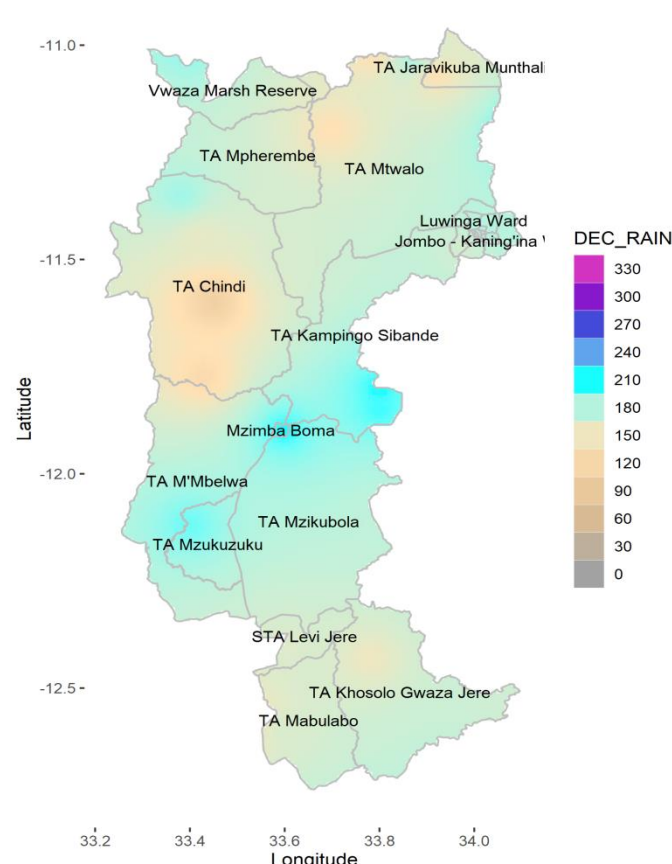 -11.0
TA Jaravikuba Munthali
Vwaza Marsh Reserve
TA Mpherembe
TA Mtwalo
Luwinga Ward
Jombo - Kaning'ina
-11.5
DEC_RAIN
330
300
270
240
210
180
150
120
90
60
30
0
TA Chindi
TA Kampingo Sibande
Latitude
Mzimba Boma
-12.0
TA M'Mbelwa
TA Mzikubola
TA Mzukuzuku
STA Levi Jere
-12.5
TA Khosolo Gwaza Jere
TA Mabulabo
33.2 33.4 33.6 33.8 34.0
Longitude